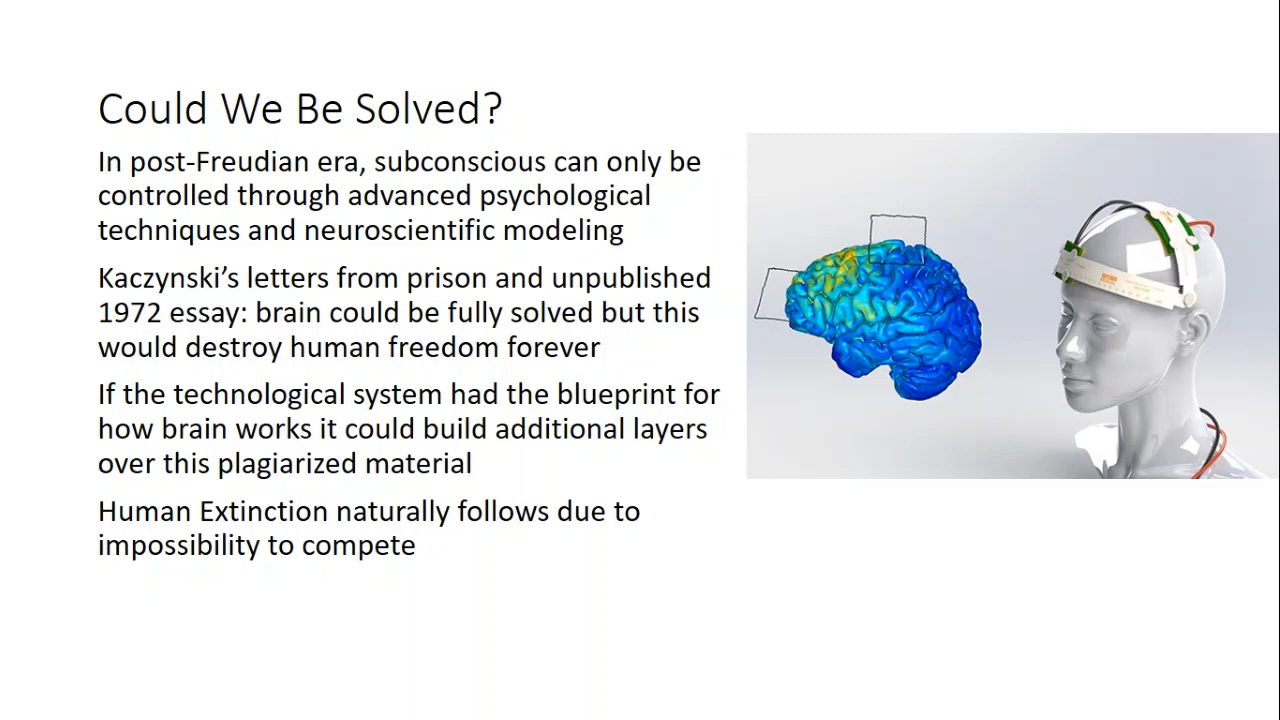 Could We Be Solved?
In post-Freudian era, subconscious can only be
controlled through advanced psychological
techniques and neuroscientific modeling
Kaczynski’s letters from prison and unpublished
1972 essay: brain could be fully solved but this
would destroy human freedom forever
If the technological system had the blueprint for
how brain works it could build additional layers
over this plagiarized material
Human Extinction naturally follows due to
impossibility to compete